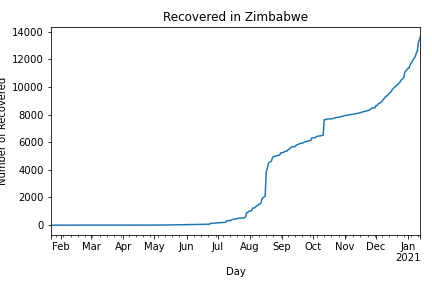 Recovered in Zimbabwe
14000
12000
10000
8000
6000
4000
2000
0
Number of Recovered
Feb Mar Apr May Jun Jul Aug Sep Oct Nov Dec Jan
2021
Day